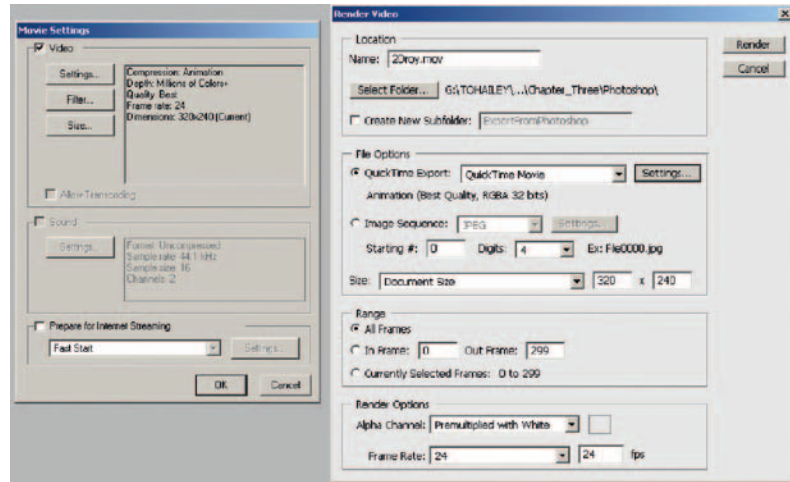 Movie Settings
Video
Settings...
Filter...
Size...
Compression: Animation
Depth: Millions of Colors+
Quality: Best
Frame rate: 24
Dimensions: 320x240 (Current)
Allow Transcoding
Sound
Settings...
Format: Uncompressed
Sample rate: 44.1 kHz
Sample size: 16
Channels: 2
Prepare for Internet Streaming
Fast Start
Settings...
OK
Cancel
Render Video
Location
Name: 2Droy.mov
Select Folder... G:\TOHAILEY\...\Chapter_Three\Photoshop\
Create New Subfolder: ExportFromPhotoshop
Render
Cancel
File Options
QuickTime Export: QuickTime Movie Settings...
Animation (Best Quality, RGBA 32 bits)
Image Sequence: JPEG Settings...
Starting #: 0 Digits: 4 Ex: File0000.jpg
Size: Document Size 320 x 240
Range
All Frames
In Frame: 0 Out Frame: 299
Currently Selected Frames: 0 to 299
Render Options
Alpha Channel: Premultiplied with White
Frame Rate: 24 24 fps